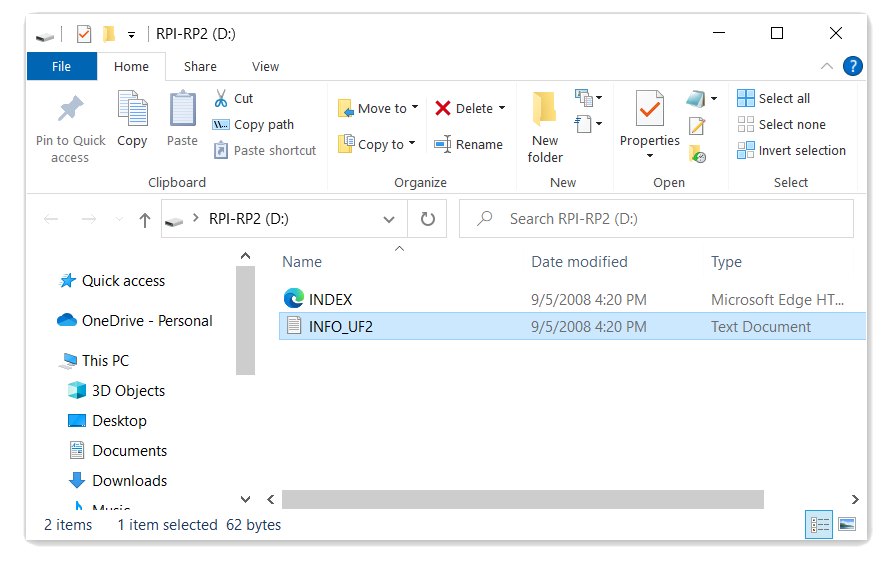 RPI-RP2 (D:)
File Home Share View
?
Pin to Quick access
Copy
Paste
Cut
W... Copy path
Paste shortcut
Clipboard
Move to
Copy to
Delete
Rename
Organize
New folder
New
Properties
Open
Select all
Select none
Invert selection
Select
RPI-RP2 (D:)
Search RPI-RP2 (D:)
Name Date modified Type
INDEX 9/5/2008 4:20 PM Microsoft Edge HT...
INFO_UF2 9/5/2008 4:20 PM Text Document
Quick access
OneDrive - Personal
This PC
3D Objects
Desktop
Documents
Downloads
Music
2 items 1 item selected 62 bytes